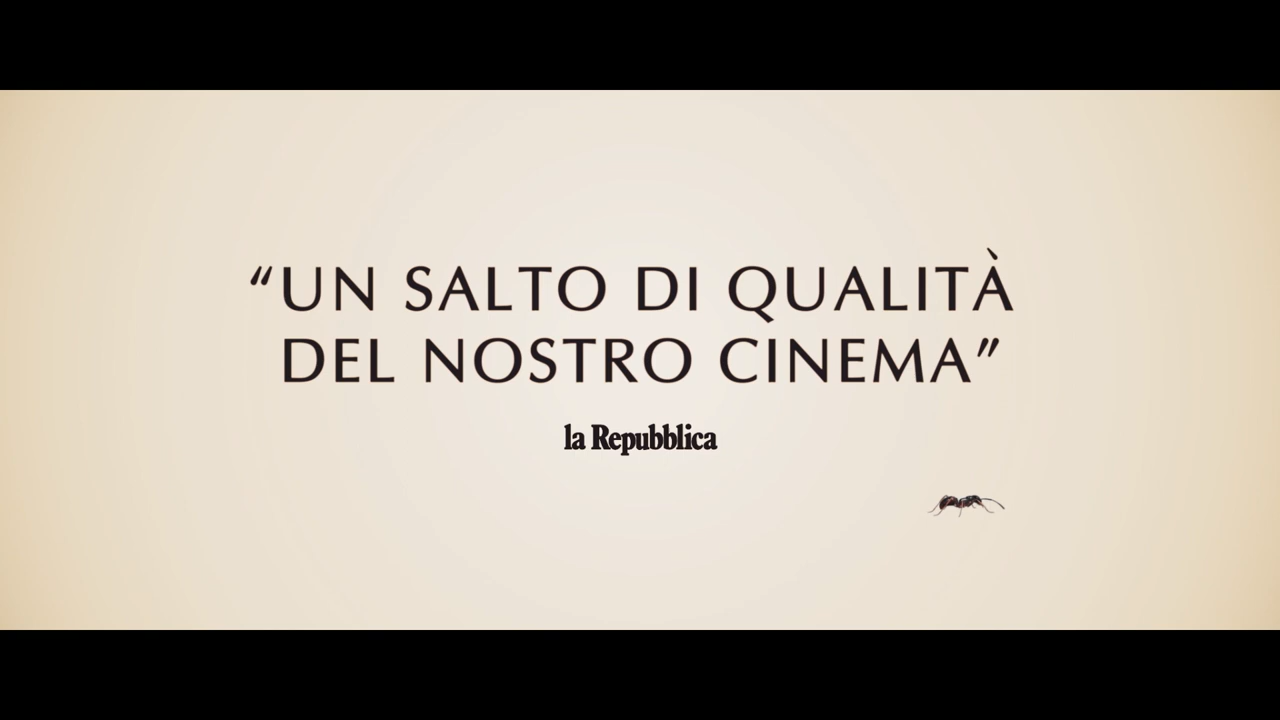 “UN SALTO DI QUALITÀ
DEL NOSTRO CINEMA”
la Repubblica